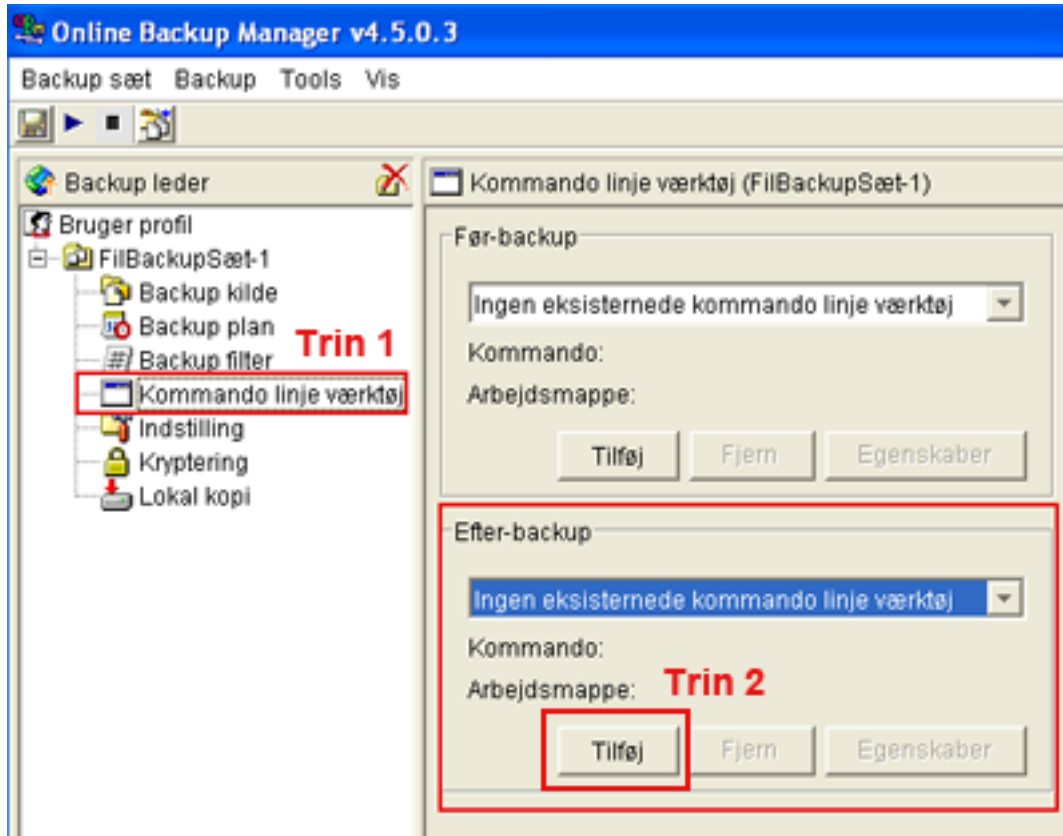 Online Backup Manager v4.5.0.3
Backup sæt Backup Tools Vis
Backup leder
Bruger profil
FilBackupSæt-1
Backup kilde
Backup plan
Trin 1
Backup filter
Kommando linje værktøj
Indstilling
Kryptering
Lokal kopi
Kommando linje værktøj (FilBackupSæt-1)
Før-backup
Ingen eksisternede kommando linje værktøj
Kommando:
Arbejdsmappe:
Tilføj Fjern Egenskaber
Efter-backup
Ingen eksisternede kommando linje værktøj
Kommando:
Arbejdsmappe:
Trin 2
Tilføj Fjern Egenskaber